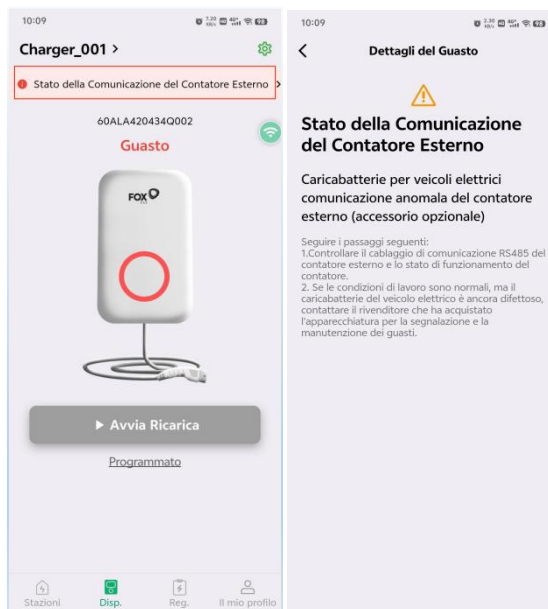 10:09
Charger_001 >
Stato della Comunicazione del Contatore Esterno >
60ALA420434Q002
Guasto
FOX
Avvia Ricarica
Programmato
Stazioni
Disp.
Reg.
Il mio profilo
10:09
Dettagli del Guasto
Stato della Comunicazione
del Contatore Esterno
Caricabatterie per veicoli elettrici
comunicazione anomala del contatore
esterno (accessorio opzionale)
Seguire i passaggi seguenti:
1.Controllare il cablaggio di comunicazione RS485 del
contatore esterno e lo stato di funzionamento del
contatore.
2. Se le condizioni di lavoro sono normali, ma il
caricabatterie del veicolo elettrico è ancora difettoso,
contattare il rivenditore che ha acquistato
l'apparecchiatura per la segnalazione e la
manutenzione dei guasti.